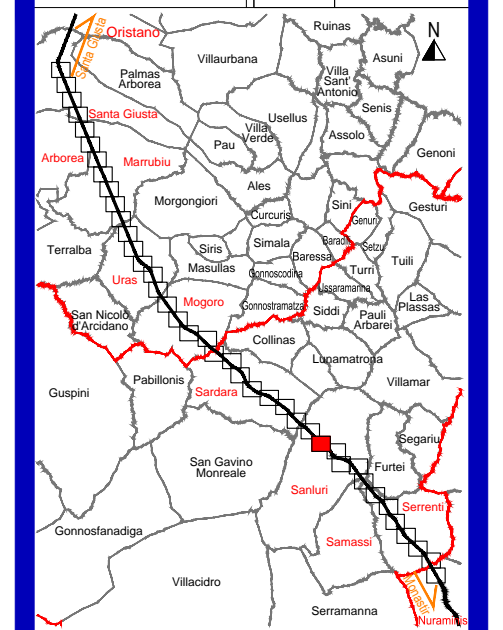 N
Ruinas
Oristano
Santa Giusta
Villaurbana
Asuni
Palmas
Arborea
Villa
Sant'
Antonio
Senis
Santa Giusta
Usellus
Villa
Verde
Assolo
Pau
Genoni
Arborea
Marrubiu
Ales
Morgongiori
Sini
Gesturi
Curcuris
Genuri
Simala
Baradili
Setzu
Terralba
Siris
Baressa
Tuili
Masullas
Gonnoscodina
Turri
Uras
Ussaramanna
Mogoro
Gonnostramatza
Siddi
Las
Plassas
San Nicolò
d'Arcidano
Pauli
Arbarei
Collinas
Lunamatrona
Pabillonis
Villamar
Guspini
Sardara
Segariu
San Gavino
Monreale
Furtei
Sanluri
Serrenti
Gonnosfanadiga
Samassi
Villacidro
Monastir
Serramanna
Nuraminis